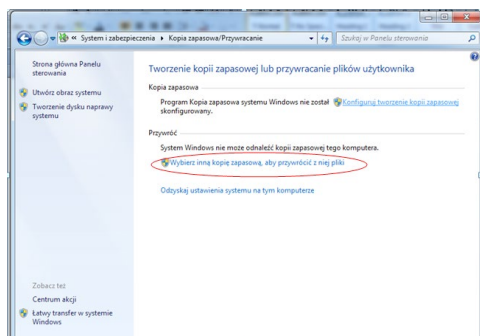 « System i zabezpieczenia ▸ Kopia zapasowa/Przywracanie
Szukaj w Panelu sterowania
Strona główna Panelu
sterowania
Utwórz obraz systemu
Tworzenie dysku naprawy
systemu
Tworzenie kopii zapasowej lub przywracanie plików użytkownika
Kopia zapasowa
Program Kopia zapasowa systemu Windows nie został Konfiguruj tworzenie kopii zapasowej
skonfigurowany.
Przywróć
System Windows nie może odnaleźć kopii zapasowej tego komputera.
Wybierz inną kopię zapasową, aby przywrócić z niej pliki
Odzyskaj ustawienia systemu na tym komputerze
Zobacz też
Centrum akcji
Łatwy transfer w systemie
Windows